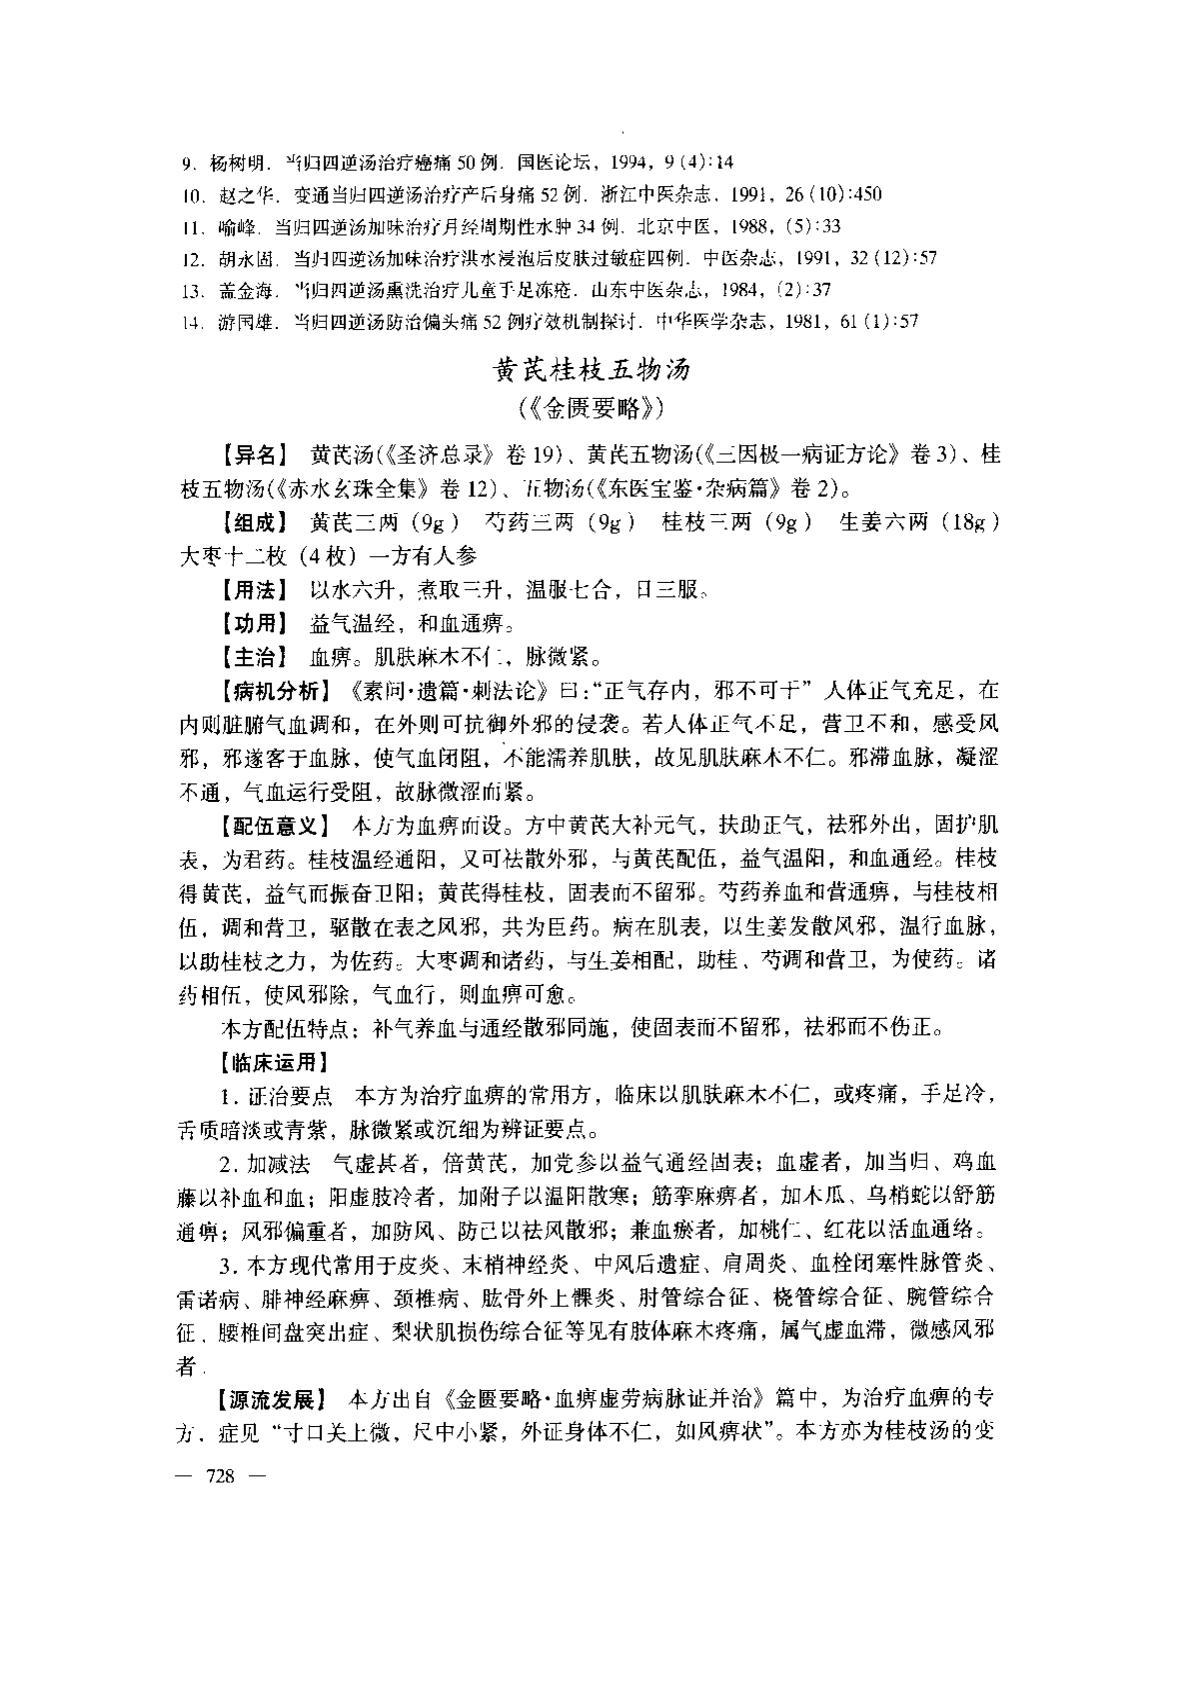 9．杨树明．当归四逆汤治疗癌痛 50 例．国医论坛，1994，9 (4):14
10．赵之华．变通当归四逆汤治疗产后身痛 52 例．浙江中医杂志．1991，26 (10):450
11．喻峰．当归四逆汤加味治疗月经周期性水肿 34 例．北京中医，1988，(5):33
12．胡永固．当归四逆汤加味治疗洪水浸泡后皮肤过敏症四例．中医杂志，1991，32 (12):57
13．盖金海．当归四逆汤熏洗治疗儿童手足冻疮．山东中医杂志，1984，(2):37
14．游国雄．当归四逆汤防治偏头痛 52 例疗效机制探讨．中华医学杂志，1981，61 (1):57
黄芪桂枝五物汤
(《金匮要略》)
【异名】 黄芪汤(《圣济总录》卷 19)、黄芪五物汤(《三因极一病证方论》卷 3)、桂
枝五物汤(《赤水玄珠全集》卷 12)、五物汤(《东医宝鉴·杂病篇》卷 2)。
【组成】 黄芪三两（9g） 芍药三两（9g） 桂枝三两（9g） 生姜六两（18g）
大枣十二枚（4 枚）一方有人参
【用法】 以水六升，煮取三升，温服七合，日三服。
【功用】 益气温经，和血通痹。
【主治】 血痹。肌肤麻木不仁，脉微紧。
【病机分析】《素问·遗篇·刺法论》曰：“正气存内，邪不可干”人体正气充足，在
内则脏腑气血调和，在外则可抗御外邪的侵袭。若人体正气不足，营卫不和，感受风
邪，邪遂客于血脉，使气血闭阻，不能濡养肌肤，故见肌肤麻木不仁。邪滞血脉，凝涩
不通，气血运行受阻，故脉微涩而紧。
【配伍意义】 本方为血痹而设。方中黄芪大补元气，扶助正气，祛邪外出，固护肌
表，为君药。桂枝温经通阳，又可祛散外邪，与黄芪配伍，益气温阳，和血通经。桂枝
得黄芪，益气而振奋卫阳；黄芪得桂枝，固表而不留邪。芍药养血和营通痹，与桂枝相
伍，调和营卫，驱散在表之风邪，共为臣药。病在肌表，以生姜发散风邪，温行血脉，
以助桂枝之力，为佐药。大枣调和诸药，与生姜相配，助桂、芍调和营卫，为使药。诸
药相伍，使风邪除，气血行，则血痹可愈。
本方配伍特点：补气养血与通经散邪同施，使固表而不留邪，祛邪而不伤正。
【临床运用】
1. 证治要点 本方为治疗血痹的常用方，临床以肌肤麻木不仁，或疼痛，手足冷，
舌质暗淡或青紫，脉微紧或沉细为辨证要点。
2. 加减法 气虚甚者，倍黄芪，加党参以益气通经固表；血虚者，加当归、鸡血
藤以补血和血；阳虚肢冷者，加附子以温阳散寒；筋挛麻痹者，加木瓜、乌梢蛇以舒筋
通痹；风邪偏重者，加防风、防己以祛风散邪；兼血瘀者，加桃仁、红花以活血通络。
3. 本方现代常用于皮炎、末梢神经炎、中风后遗症、肩周炎、血栓闭塞性脉管炎、
雷诺病、腓神经麻痹、颈椎病、肱骨外上髁炎、肘管综合征、桡管综合征、腕管综合
征、腰椎间盘突出症、梨状肌损伤综合征等见有肢体麻木疼痛，属气虚血滞，微感风邪
者．
【源流发展】 本方出自《金匮要略·血痹虚劳病脉证并治》篇中，为治疗血痹的专
方．症见“寸口关上微，尺中小紧，外证身体不仁，如风痹状”。本方亦为桂枝汤的变
— 728 —